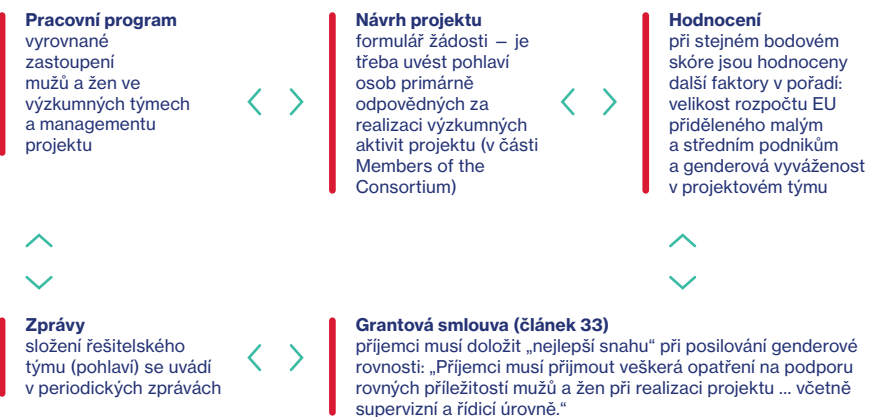 Pracovní program
vyrovnané
zastoupení
mužů a žen ve
výzkumných týmech
a managementu
projektu
Návrh projektu
formulář žádosti — je
třeba uvést pohlaví
osob primárně
odpovědných za
realizaci výzkumných
aktivit projektu (v části
Members of the
Consortium)
Hodnocení
při stejném bodovém
skóre jsou hodnoceny
další faktory v pořadí:
velikost rozpočtu EU
přiděleného malým
a středním podnikům
a genderová vyváženost
v projektovém týmu
Zprávy
složení řešitelského
týmu (pohlaví) se uvádí
v periodických zprávách
Grantová smlouva (článek 33)
příjemci musí doložit „nejlepší snahu“ při posilování genderové
rovnosti: „Příjemci musí přijmout veškerá opatření na podporu
rovných příležitostí mužů a žen při realizaci projektu ... včetně
supervizní a řídicí úrovně.“